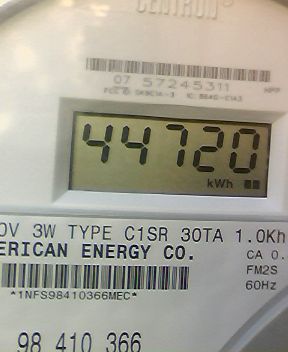 CENTRON®
07 57245311
44720
kWh
0V 3W TYPE C1SR 30TA 1.0Kh
ERICAN ENERGY CO.
CA 0.
FM2S
*1NFS98410366MEC*
60Hz
98 410 366